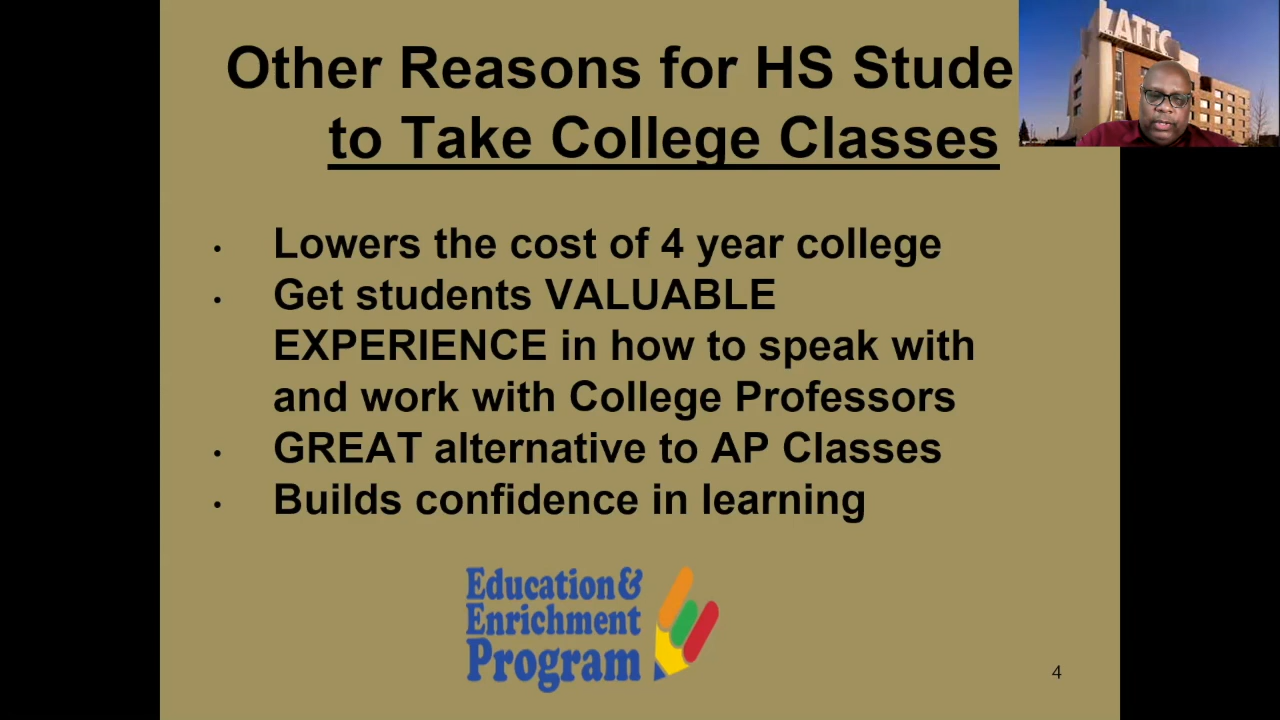 Other Reasons for HS Stude
to Take College Classes
• Lowers the cost of 4 year college
• Get students VALUABLE
EXPERIENCE in how to speak with
and work with College Professors
• GREAT alternative to AP Classes
• Builds confidence in learning
Education&
Enrichment
Program
4
LATTC